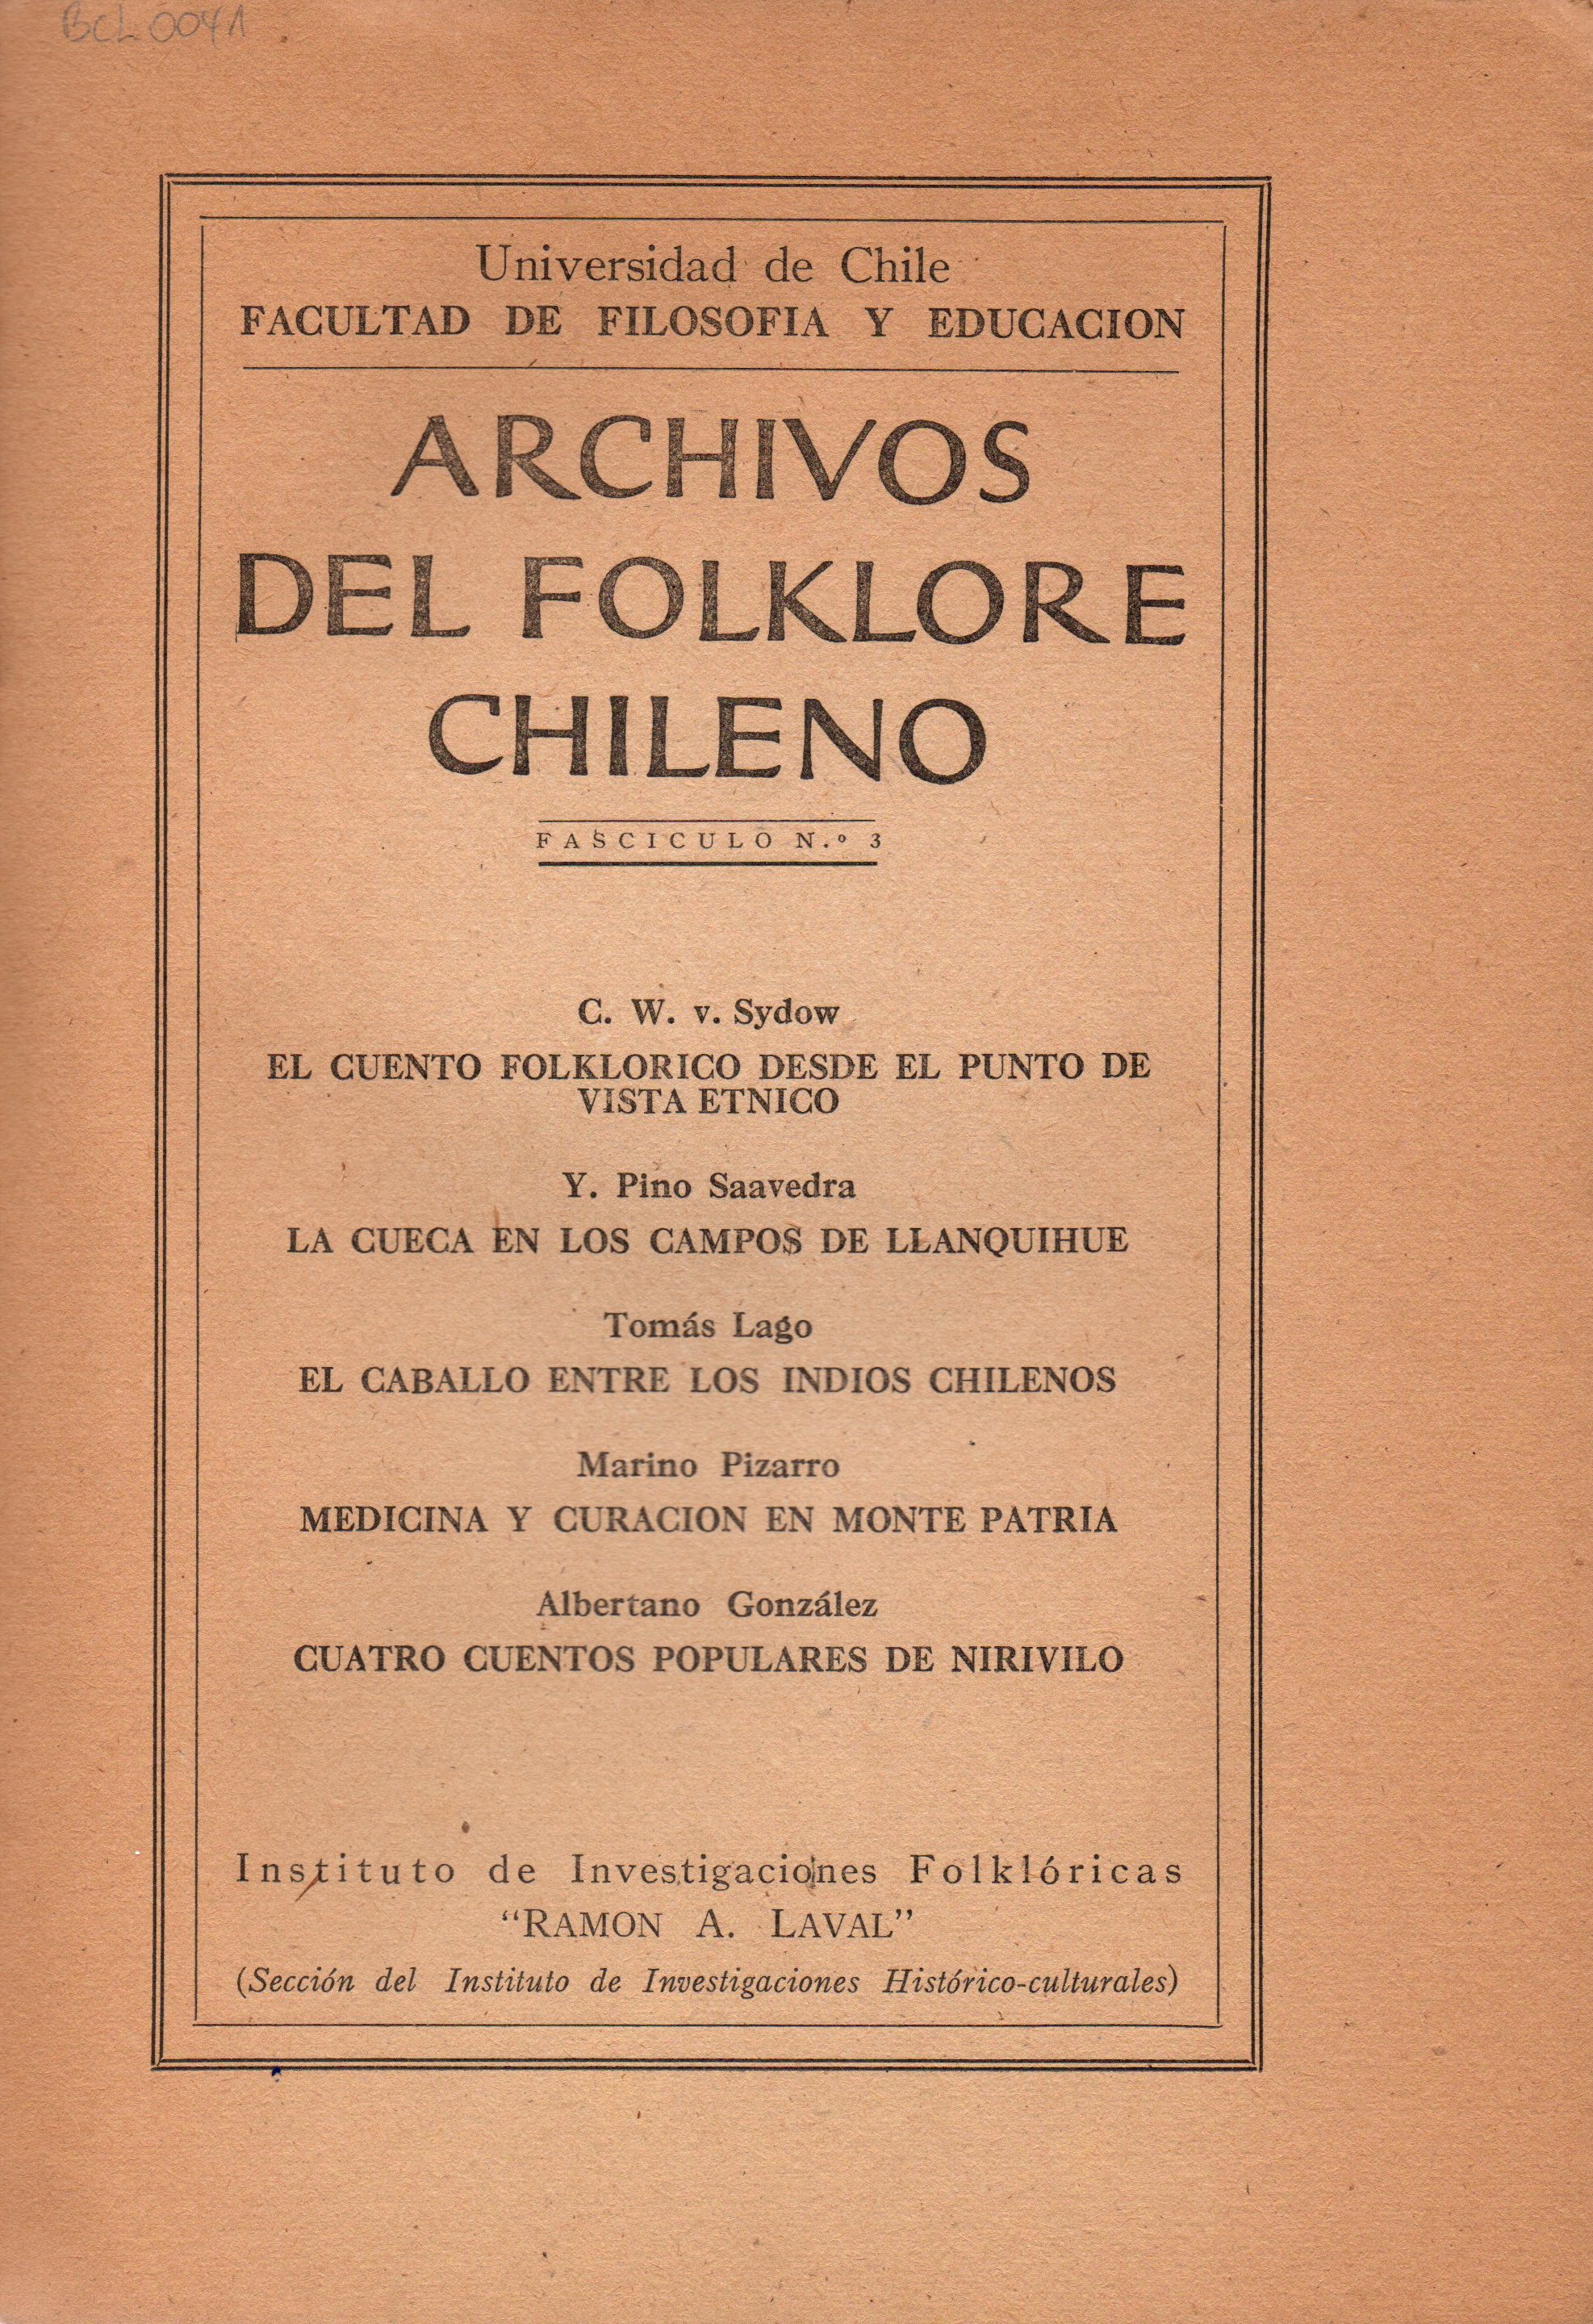 BCL0041
Universidad de Chile
FACULTAD DE FILOSOFIA Y EDUCACION
ARCHIVOS
DEL FOLKLORE
CHILENO
FASCICULO N.º 3
C. W. v. Sydow
EL CUENTO FOLKLORICO DESDE EL PUNTO DE
VISTA ETNICO
Y. Pino Saavedra
LA CUECA EN LOS CAMPOS DE LLANQUIHUE
Tomás Lago
EL CABALLO ENTRE LOS INDIOS CHILENOS
Marino Pizarro
MEDICINA Y CURACION EN MONTE PATRIA
Albertano González
CUATRO CUENTOS POPULARES DE NIRIVILO
Instituto de Investigaciones Folklóricas
“RAMON A. LAVAL”
(Sección del Instituto de Investigaciones Histórico-culturales)